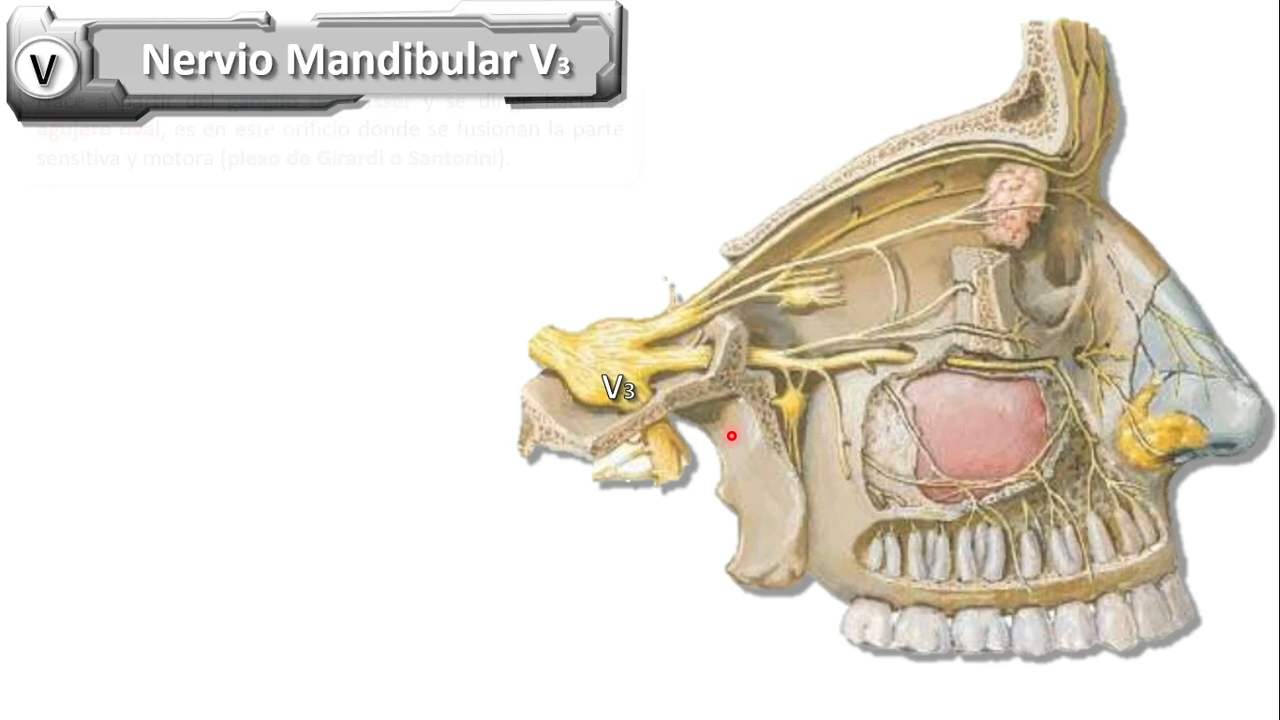 V
Nervio Mandibular V₃
agujero oval, es en este orificio donde se fusionan la parte
sensitiva y motora (plexo de Girardi o Santorini).
V₃